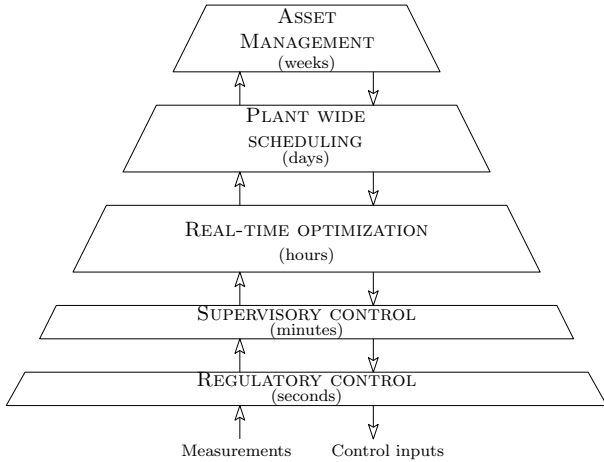 ASSET
MANAGEMENT
(weeks)
PLANT WIDE
SCHEDULING
(days)
REAL-TIME OPTIMIZATION
(hours)
SUPERVISORY CONTROL
(minutes)
REGULATORY CONTROL
(seconds)
Measurements Control inputs